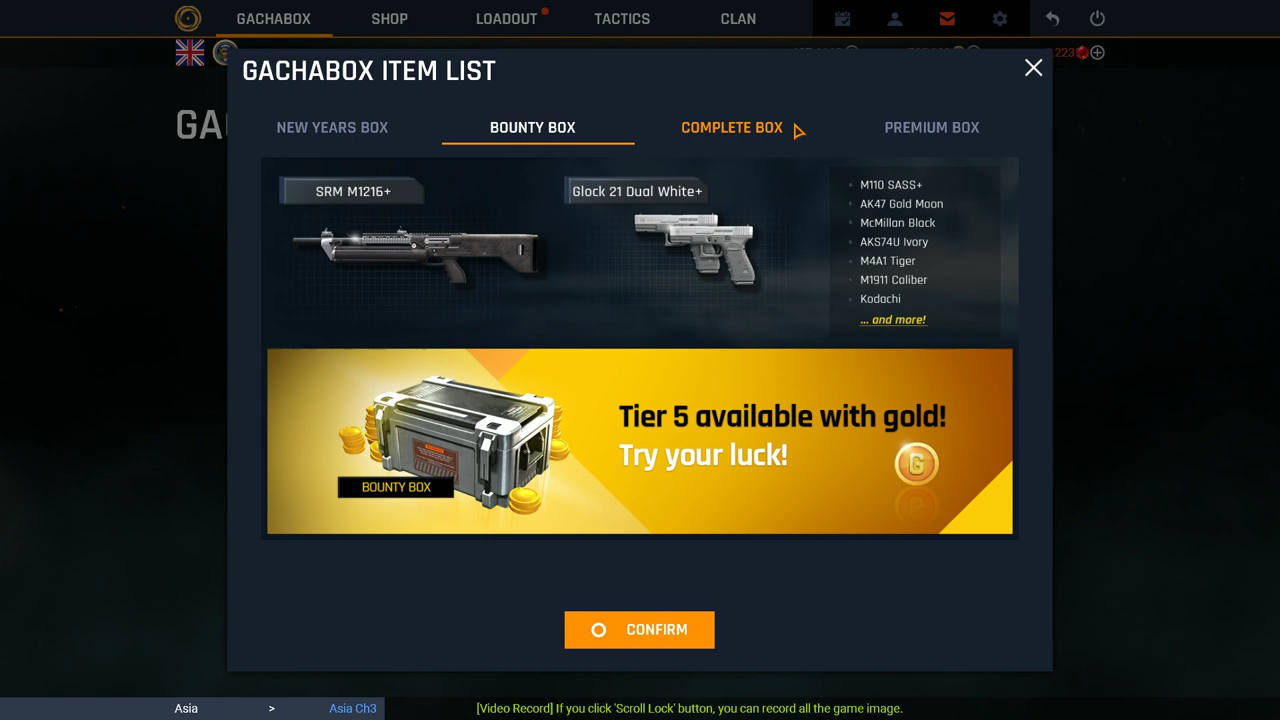 GACHABOX SHOP LOADOUT TACTICS CLAN
223
GACHABOX ITEM LIST
GA
NEW YEARS BOX BOUNTY BOX COMPLETE BOX PREMIUM BOX
SRM M1216+
Glock 21 Dual White+
M110 SASS+
AK47 Gold Moon
McMillan Black
AKS74U Ivory
M4A1 Tiger
M1911 Caliber
Kodachi
... and more!
Tier 5 available with gold!
Try your luck!
G
BOUNTY BOX
CONFIRM
Asia > Asia Ch3
[Video Record] If you click 'Scroll Lock' button, you can record all the game image.